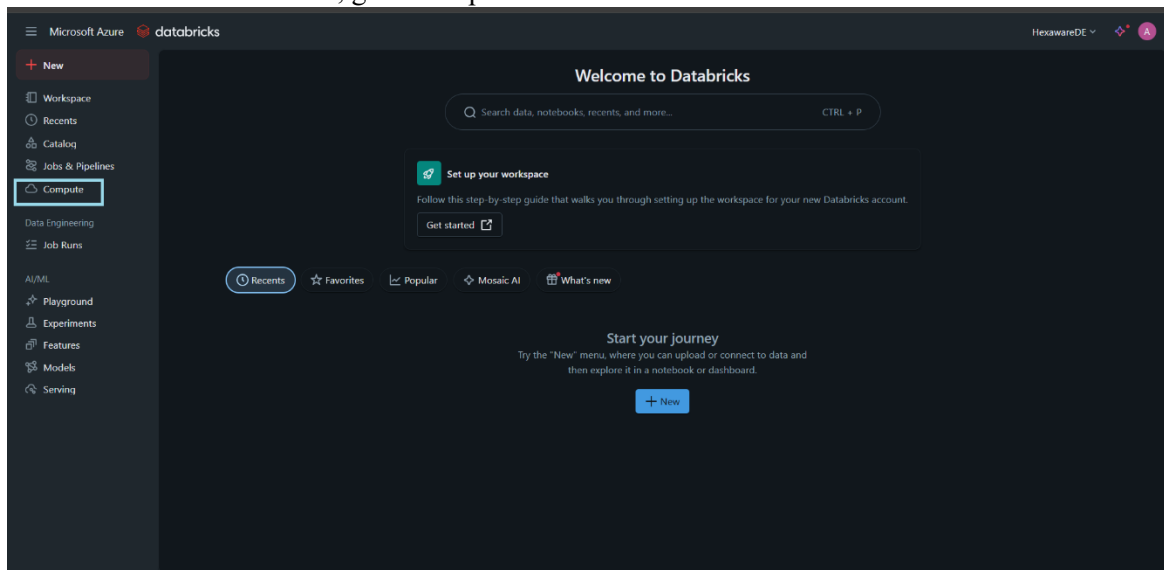 Microsoft Azure databricks HexawareDE A
New
Workspace
Recents
Catalog
Jobs & Pipelines
Compute
Data Engineering
Job Runs
AI/ML
Playground
Experiments
Features
Models
Serving
Welcome to Databricks
Search data, notebooks, recents, and more... CTRL + P
Set up your workspace
Follow this step-by-step guide that walks you through setting up the workspace for your new Databricks account.
Get started
Recents Favorites Popular Mosaic AI What's new
Start your journey
Try the "New" menu, where you can upload or connect to data and
then explore it in a notebook or dashboard.
New